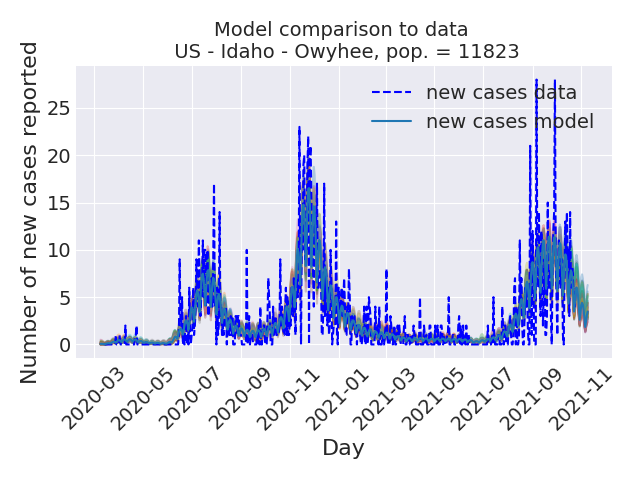 Model comparison to data
US - Idaho - Owyhee, pop. = 11823
Number of new cases reported
25
20
15
10
5
0
new cases data
new cases model
2020-03
2020-05
2020-07
2020-09
2020-11
2021-01
2021-03
2021-05
2021-07
2021-09
2021-11
Day